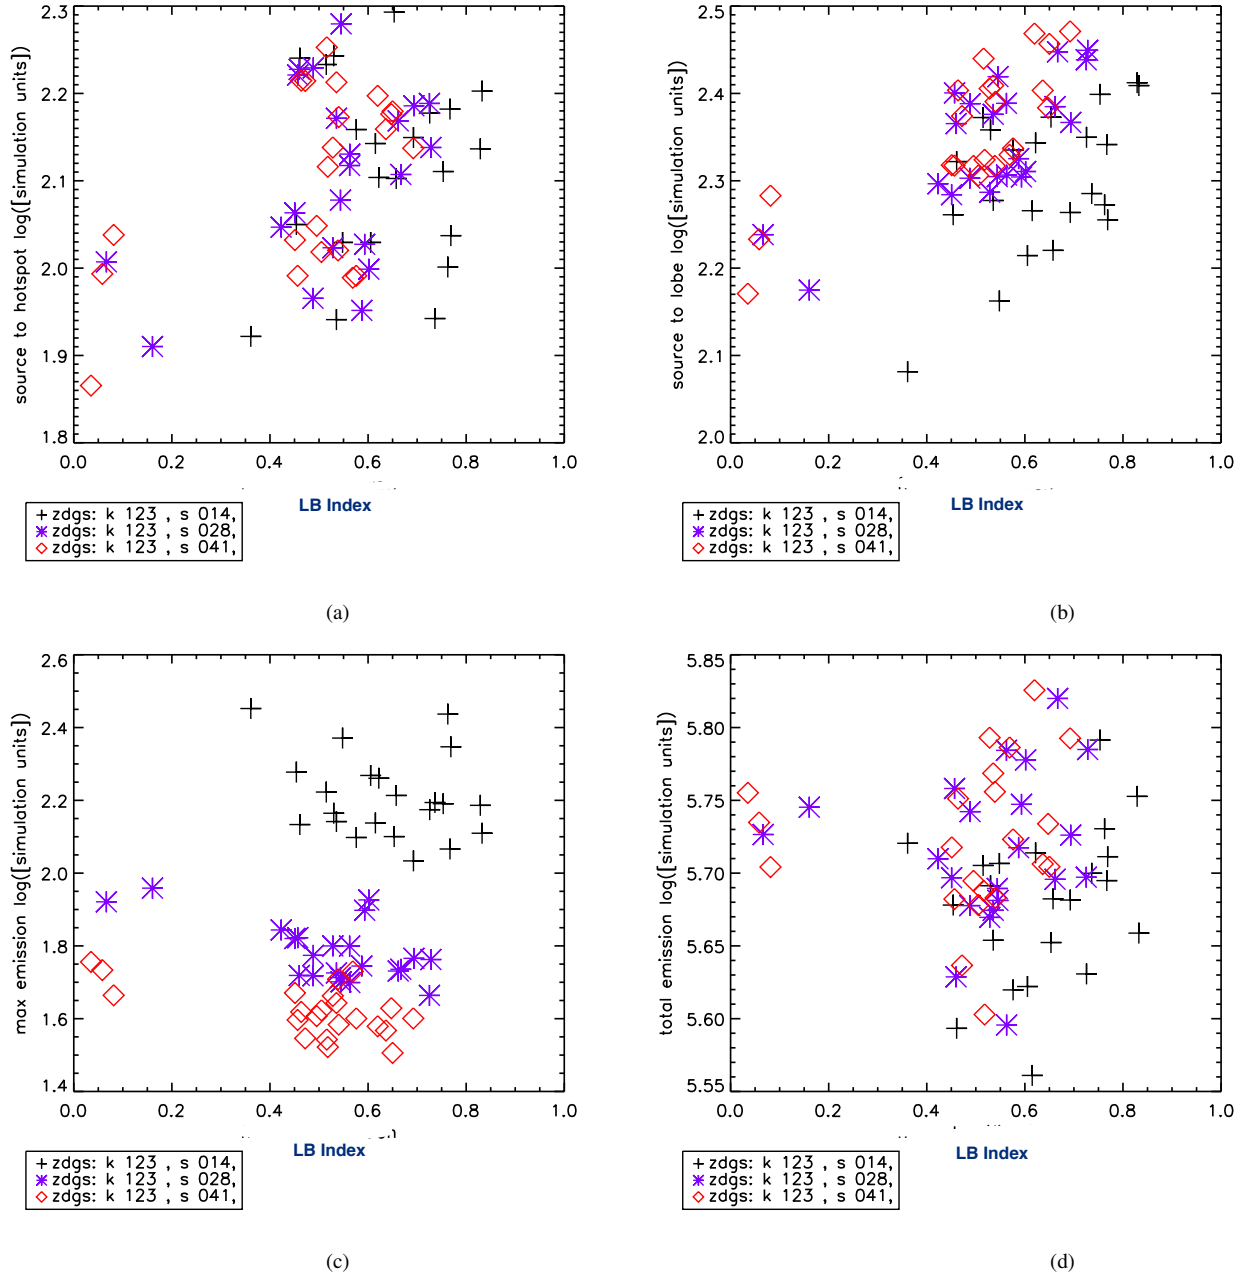 source to hotspot log([simulation units])
2.3
2.2
2.1
2.0
1.9
1.8
0.0 0.2 0.4 0.6 0.8 1.0
LB Index
zdgs: k 123 , s 014,
zdgs: k 123 , s 028,
zdgs: k 123 , s 041,
(a)
source to lobe log([simulation units])
2.5
2.4
2.3
2.2
2.1
2.0
0.0 0.2 0.4 0.6 0.8 1.0
LB Index
zdgs: k 123 , s 014,
zdgs: k 123 , s 028,
zdgs: k 123 , s 041,
(b)
max emission log([simulation units])
2.6
2.4
2.2
2.0
1.8
1.6
1.4
0.0 0.2 0.4 0.6 0.8 1.0
LB Index
zdgs: k 123 , s 014,
zdgs: k 123 , s 028,
zdgs: k 123 , s 041,
(c)
total emission log([simulation units])
5.85
5.80
5.75
5.70
5.65
5.60
5.55
0.0 0.2 0.4 0.6 0.8 1.0
LB Index
zdgs: k 123 , s 014,
zdgs: k 123 , s 028,
zdgs: k 123 , s 041,
(d)